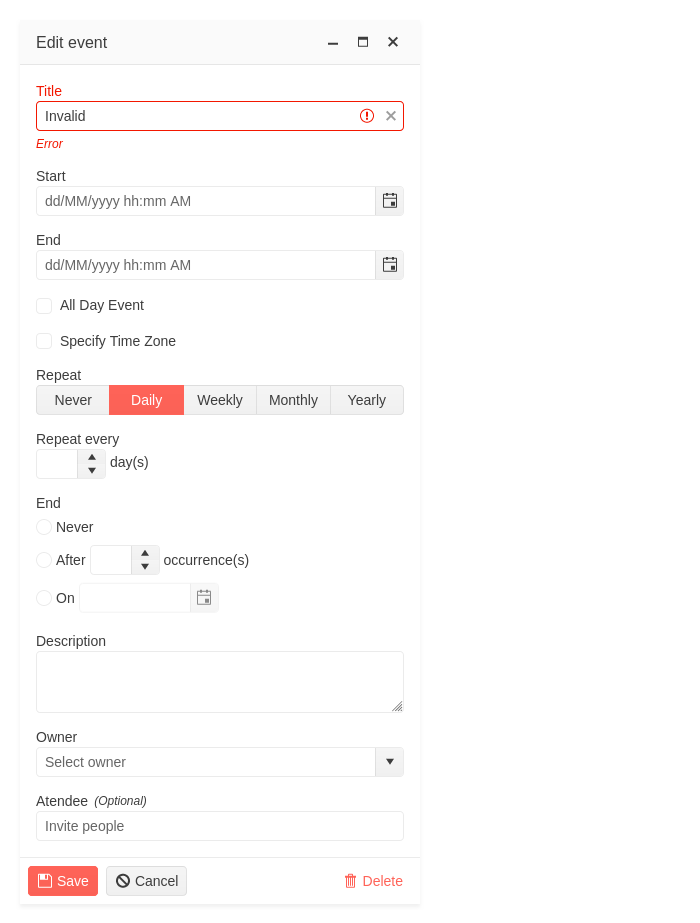 Edit event
Title
Invalid
Error
Start
dd/MM/yyyy hh:mm AM
End
dd/MM/yyyy hh:mm AM
All Day Event
Specify Time Zone
Repeat
Never Daily Weekly Monthly Yearly
Repeat every
day(s)
End
Never
After occurrence(s)
On
Description
Owner
Select owner
Atendee (Optional)
Invite people
Save Cancel Delete